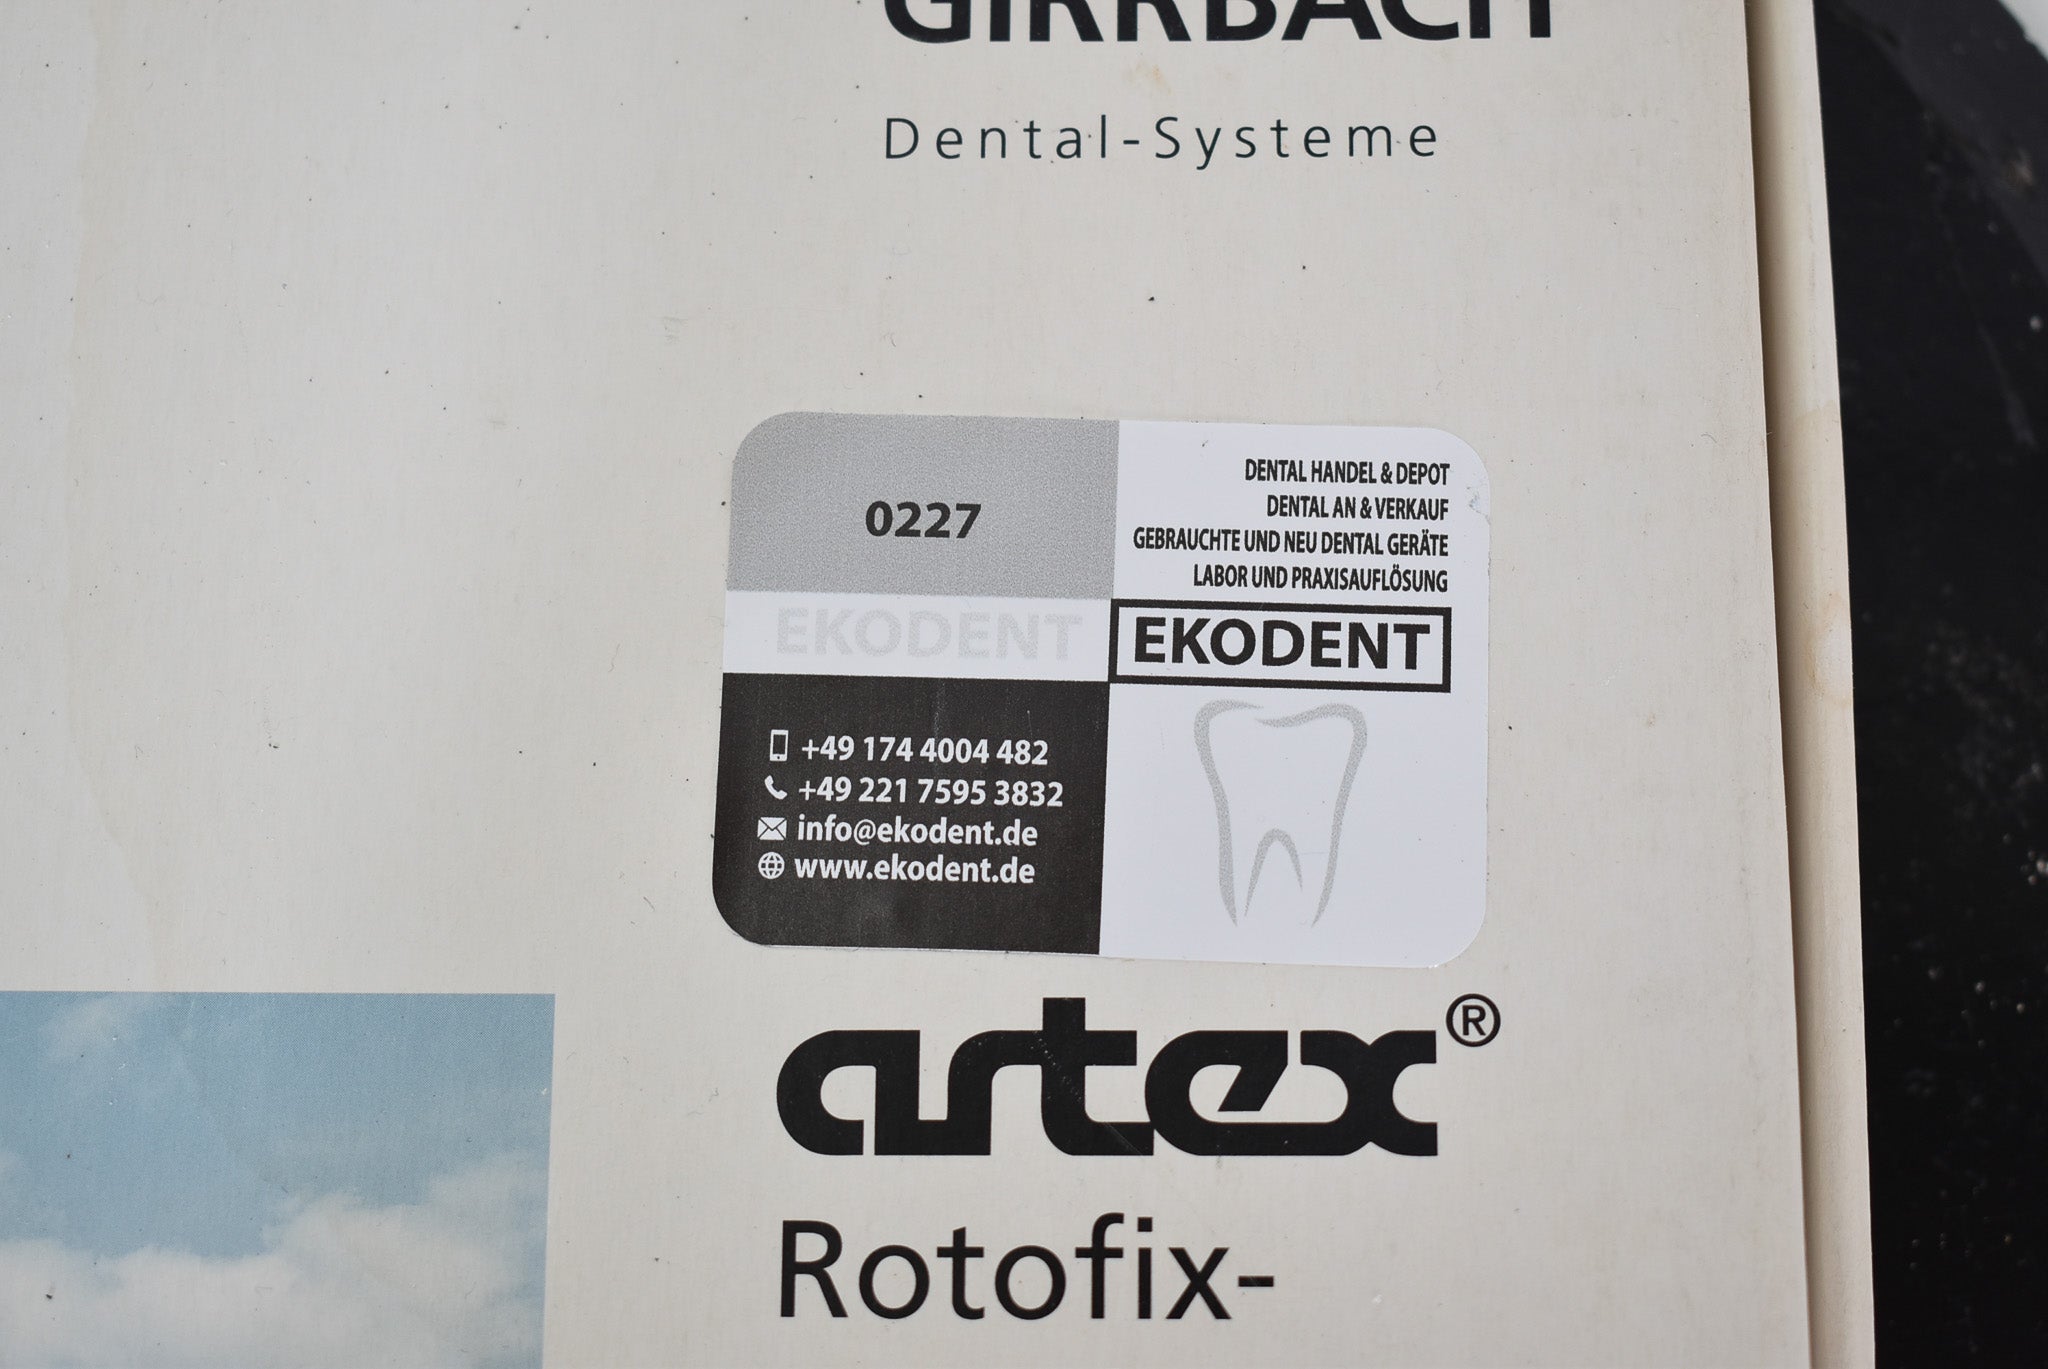 GIRRBACH
Dental-Systeme
0227
DENTAL HANDEL & DEPOT
DENTAL AN & VERKAUF
GEBRAUCHTE UND NEU DENTAL GERÄTE
LABOR UND PRAXISAUFLÖSUNG
EKODENT
EKODENT
+49 174 4004 482
+49 221 7595 3832
info@ekodent.de
www.ekodent.de
artex®
Rotofix-